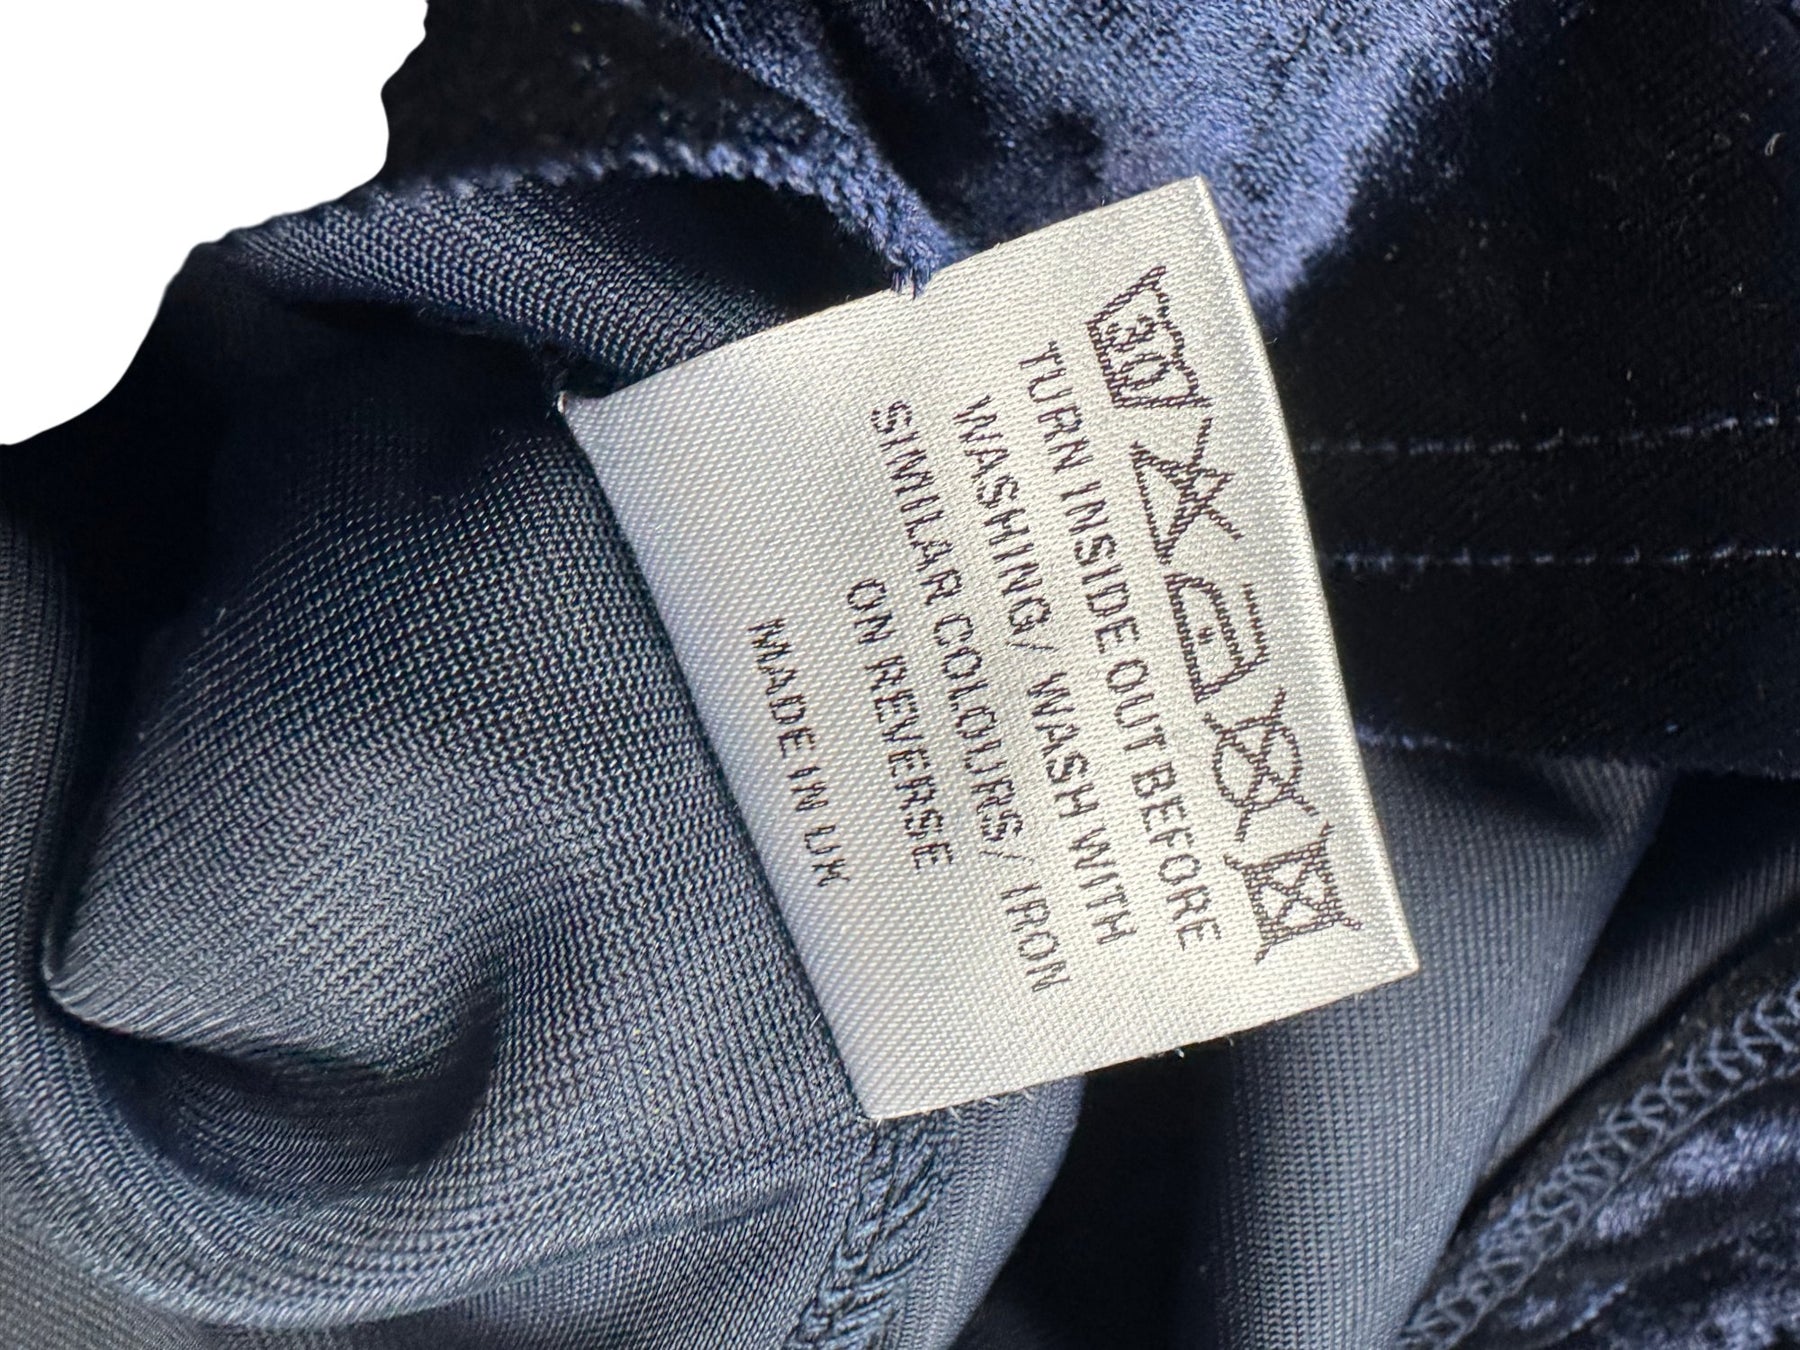 30
TURN INSIDE OUT BEFORE
WASHING/ WASH WITH
SIMILAR COLOURS/ IRON
ON REVERSE
MADE IN UK